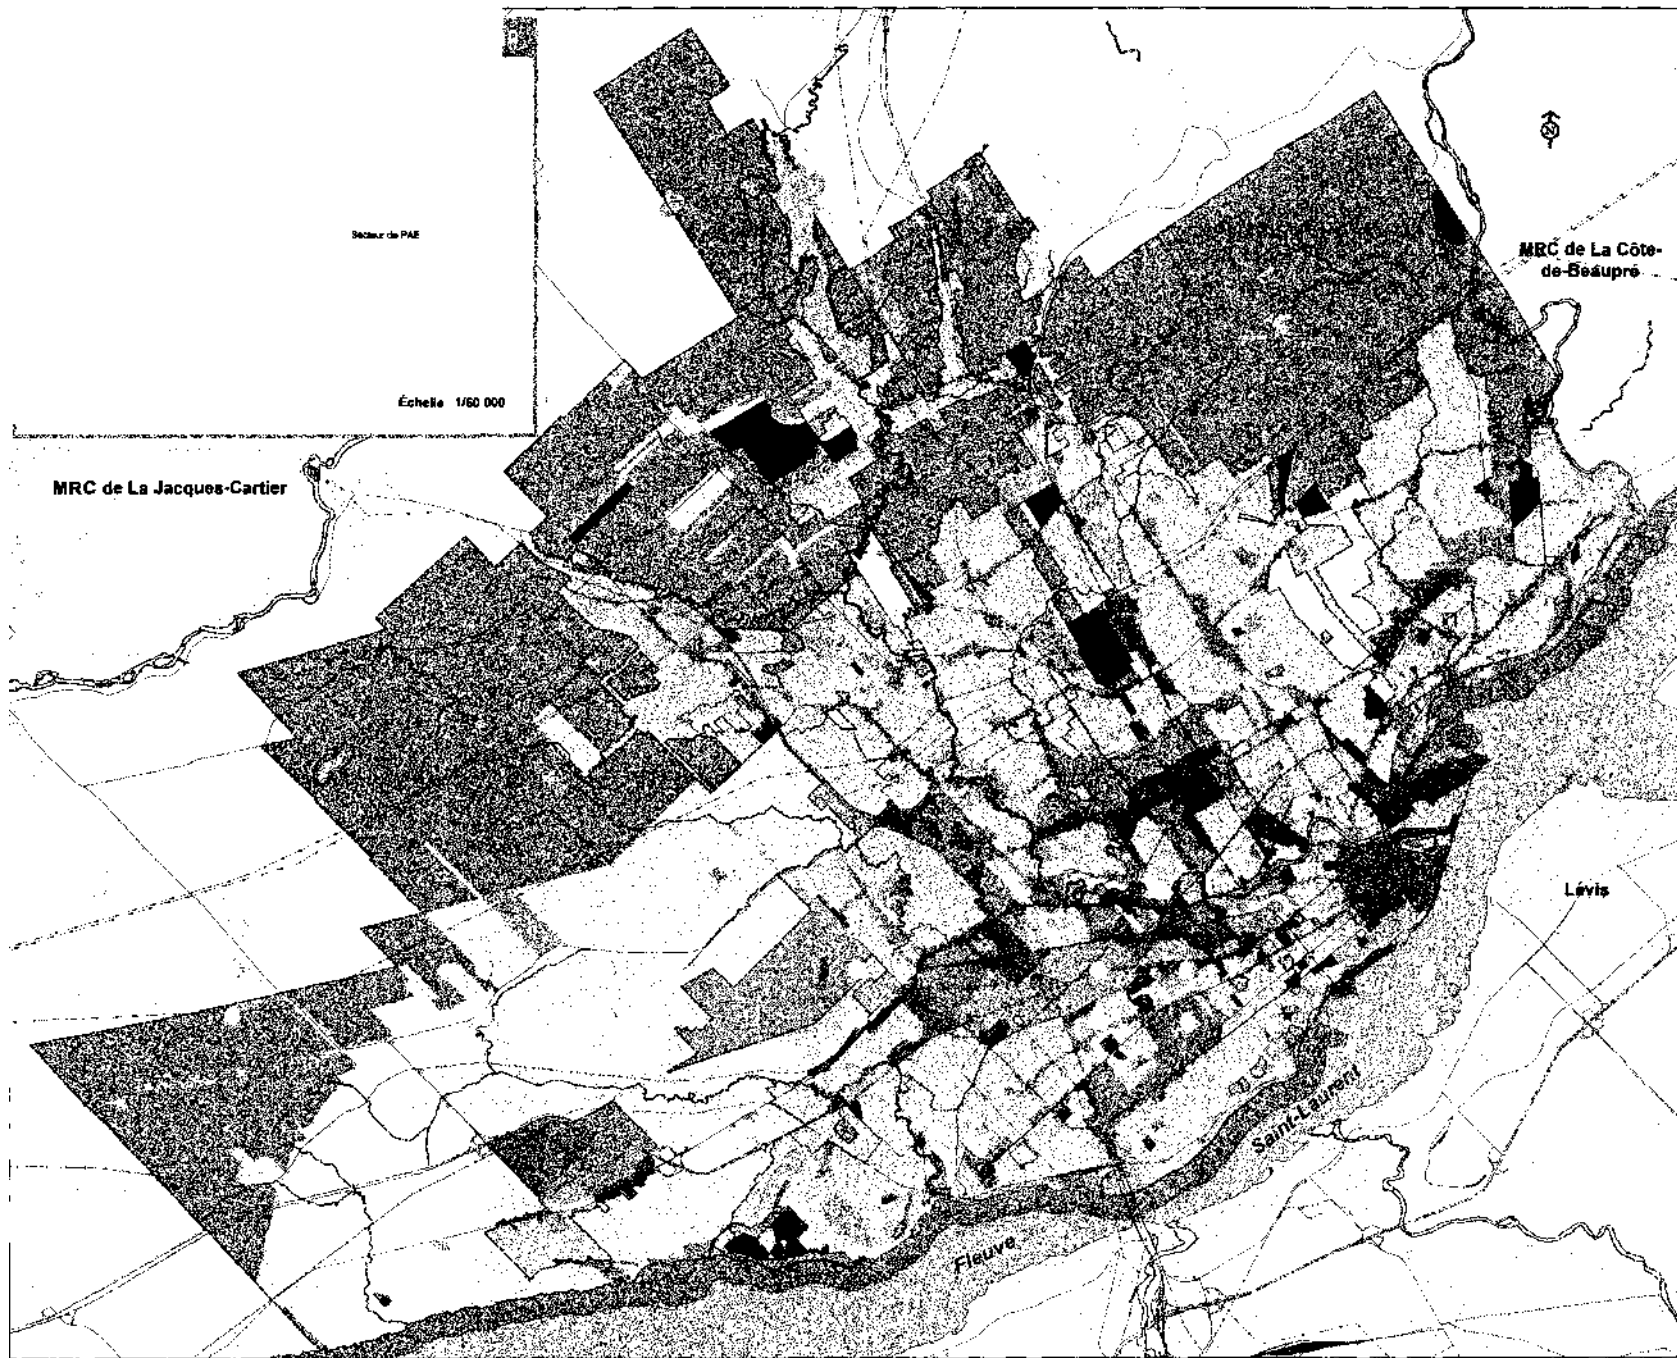 Secteur de PAE
MRC de La Côte-
de-Beaupré
Échelle 1/60 000
MRC de La Jacques-Cartier
Lévis
Fleuve
Saint-Laurent
N